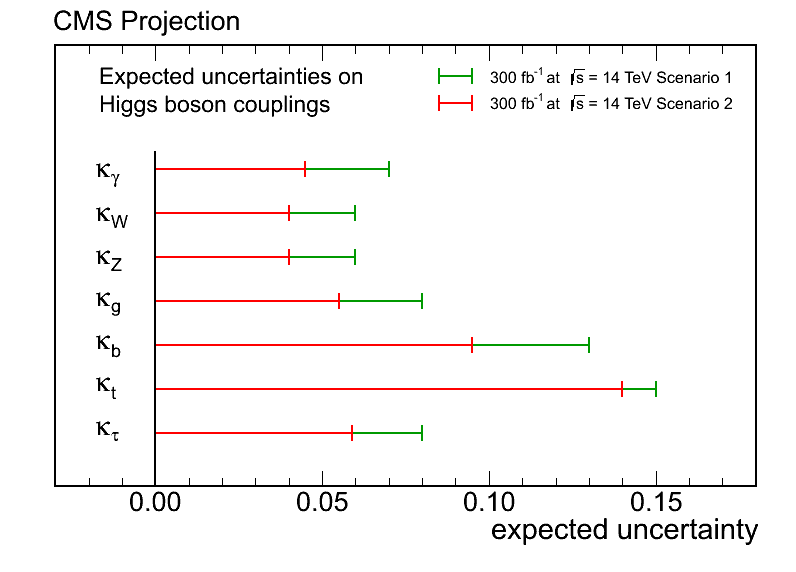 CMS Projection
Expected uncertainties on
Higgs boson couplings
300 fb⁻¹ at √s = 14 TeV Scenario 1
300 fb⁻¹ at √s = 14 TeV Scenario 2
κγ
κW
κZ
κg
κb
κt
κτ
0.00 0.05 0.10 0.15
expected uncertainty